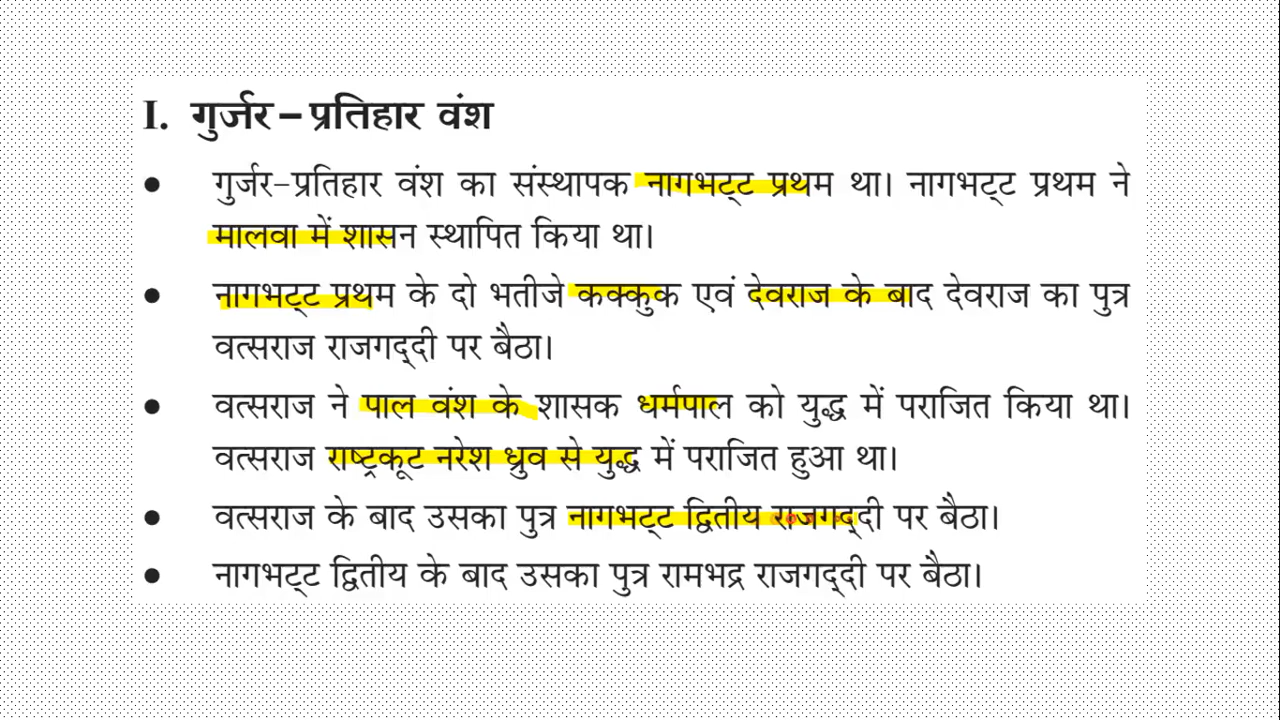 I. गुर्जर – प्रतिहार वंश
● गुर्जर-प्रतिहार वंश का संस्थापक नागभट्‌ट प्रथम था। नागभट्‌ट प्रथम ने
मालवा में शासन स्थापित किया था।
● नागभट्‌ट प्रथम के दो भतीजे कक्कुक एवं देवराज के बाद देवराज का पुत्र
वत्सराज राजगद्‌दी पर बैठा।
● वत्सराज ने पाल वंश के शासक धर्मपाल को युद्ध में पराजित किया था।
वत्सराज राष्ट्रकूट नरेश ध्रुव से युद्ध में पराजित हुआ था।
● वत्सराज के बाद उसका पुत्र नागभट्‌ट द्वितीय राजगद्‌दी पर बैठा।
● नागभट्‌ट द्वितीय के बाद उसका पुत्र रामभद्र राजगद्‌दी पर बैठा।